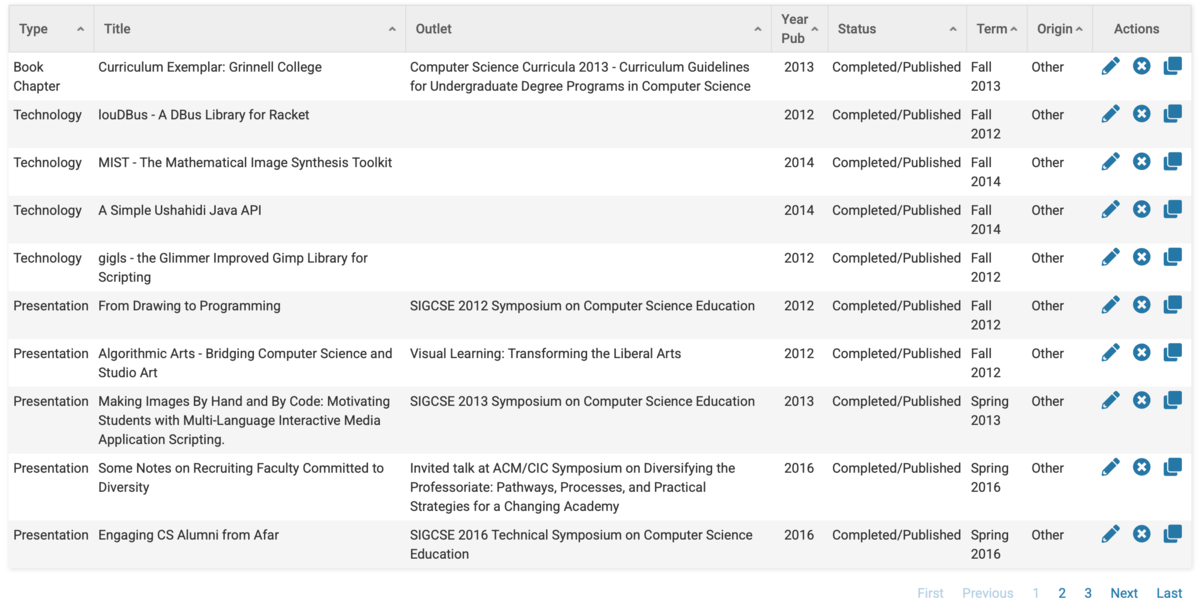 Type Title Outlet Year Pub Status Term Origin Actions
Book Curriculum Exemplar: Grinnell College Computer Science Curricula 2013 - Curriculum Guidelines 2013 Completed/Published Fall Other
Chapter for Undergraduate Degree Programs in Computer Science 2013
Technology louDBus - A DBus Library for Racket 2012 Completed/Published Fall Other
2012
Technology MIST - The Mathematical Image Synthesis Toolkit 2014 Completed/Published Fall Other
2014
Technology A Simple Ushahidi Java API 2014 Completed/Published Fall Other
2014
Technology gigls - the Glimmer Improved Gimp Library for 2012 Completed/Published Fall Other
Scripting 2012
Presentation From Drawing to Programming SIGCSE 2012 Symposium on Computer Science Education 2012 Completed/Published Fall Other
2012
Presentation Algorithmic Arts - Bridging Computer Science and Visual Learning: Transforming the Liberal Arts 2012 Completed/Published Fall Other
Studio Art 2012
Presentation Making Images By Hand and By Code: Motivating SIGCSE 2013 Symposium on Computer Science Education 2013 Completed/Published Spring Other
Students with Multi-Language Interactive Media 2013
Application Scripting.
Presentation Some Notes on Recruiting Faculty Committed to Invited talk at ACM/CIC Symposium on Diversifying the 2016 Completed/Published Spring Other
Diversity Professoriate: Pathways, Processes, and Practical 2016
Strategies for a Changing Academy
Presentation Engaging CS Alumni from Afar SIGCSE 2016 Technical Symposium on Computer Science 2016 Completed/Published Spring Other
Education 2016
First Previous 1 2 3 Next Last